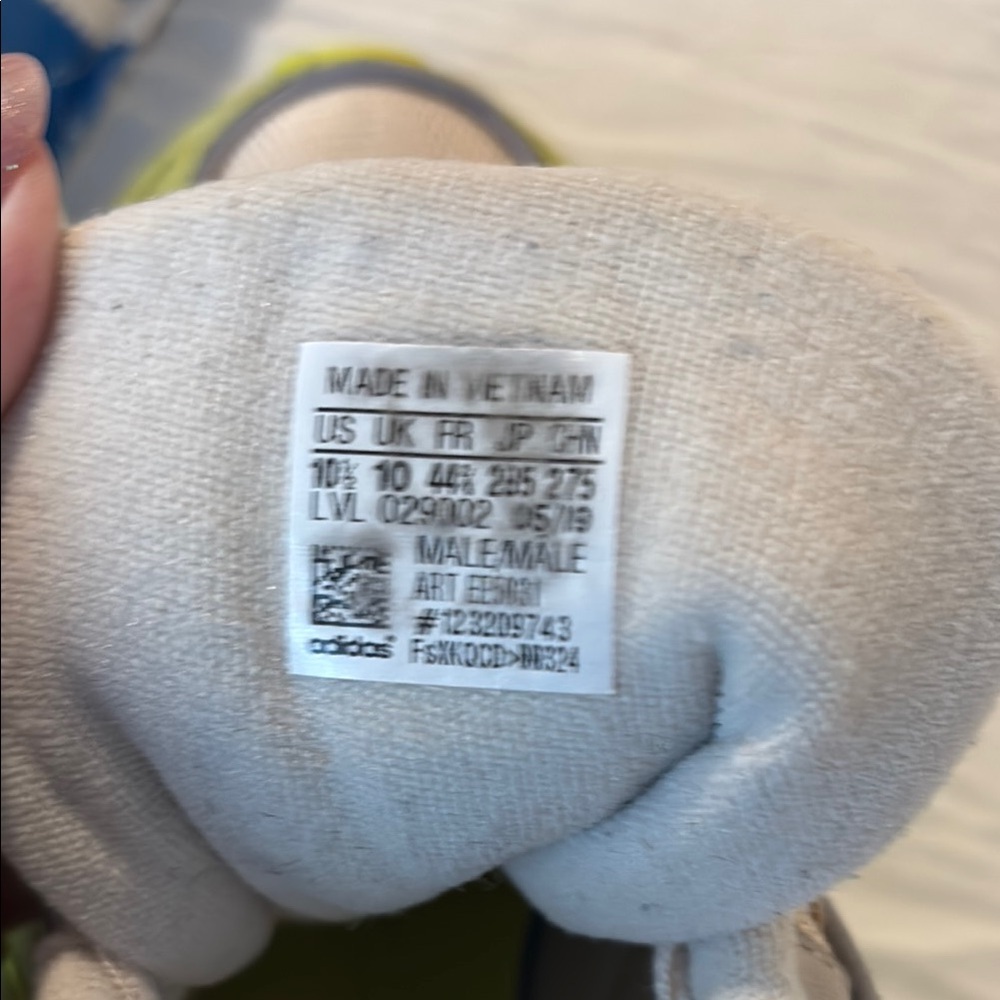 MADE IN VIETNAM
US UK FR JP CHN
10½ 10 44⅔ 285 275
LVL 029002 05/19
MALE/MALE
ART
#123209743
adidas